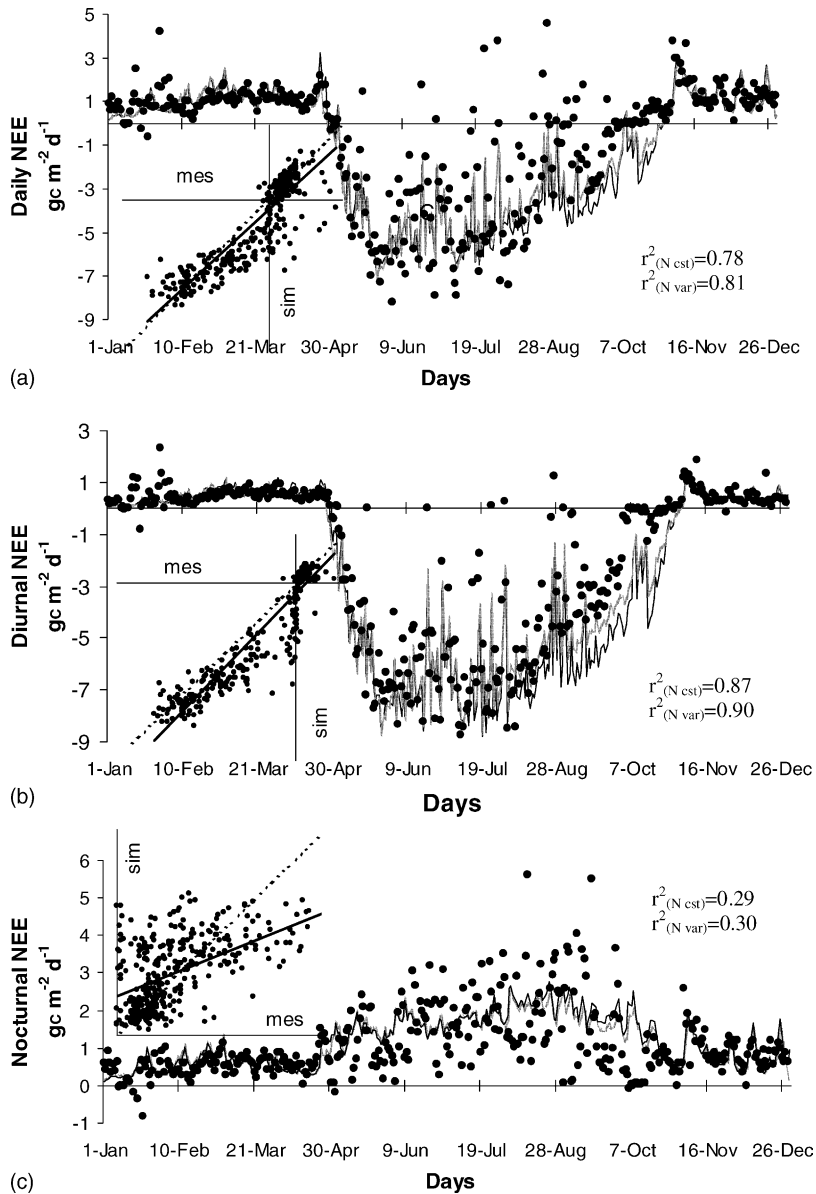 5
3
1
-1
-3
-5
-7
-9
Daily NEE
gc m-2 d-1
mes
sim
r2(N cst)=0.78
r2(N var)=0.81
1-Jan 10-Feb 21-Mar 30-Apr 9-Jun 19-Jul 28-Aug 7-Oct 16-Nov 26-Dec
Days
(a)
3
1
-1
-3
-5
-7
-9
Diurnal NEE
gc m-2 d-1
mes
sim
r2(N cst)=0.87
r2(N var)=0.90
1-Jan 10-Feb 21-Mar 30-Apr 9-Jun 19-Jul 28-Aug 7-Oct 16-Nov 26-Dec
Days
(b)
6
5
4
3
2
1
0
-1
Nocturnal NEE
gc m-2 d-1
sim
mes
r2(N cst)=0.29
r2(N var)=0.30
1-Jan 10-Feb 21-Mar 30-Apr 9-Jun 19-Jul 28-Aug 7-Oct 16-Nov 26-Dec
Days
(c)